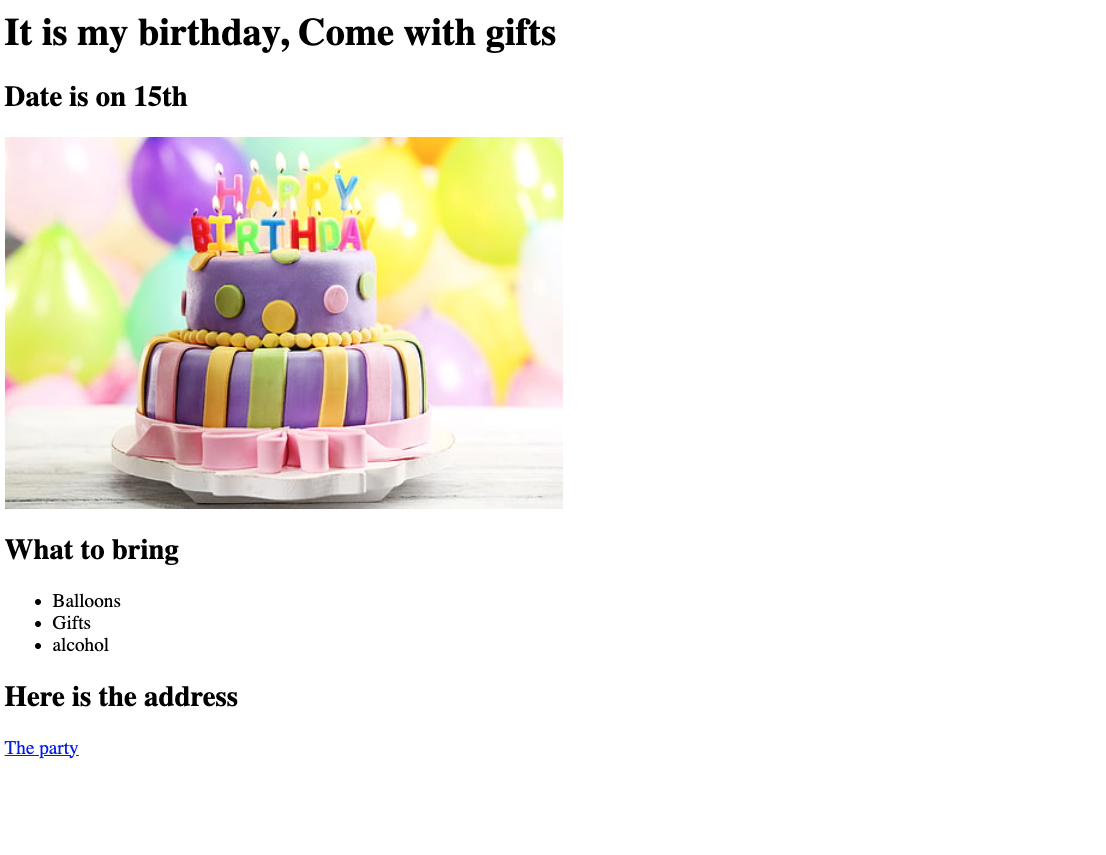 It is my birthday, Come with gifts
Date is on 15th
HAPPY
BIRTHDAY
What to bring
Balloons
Gifts
alcohol
Here is the address
The party